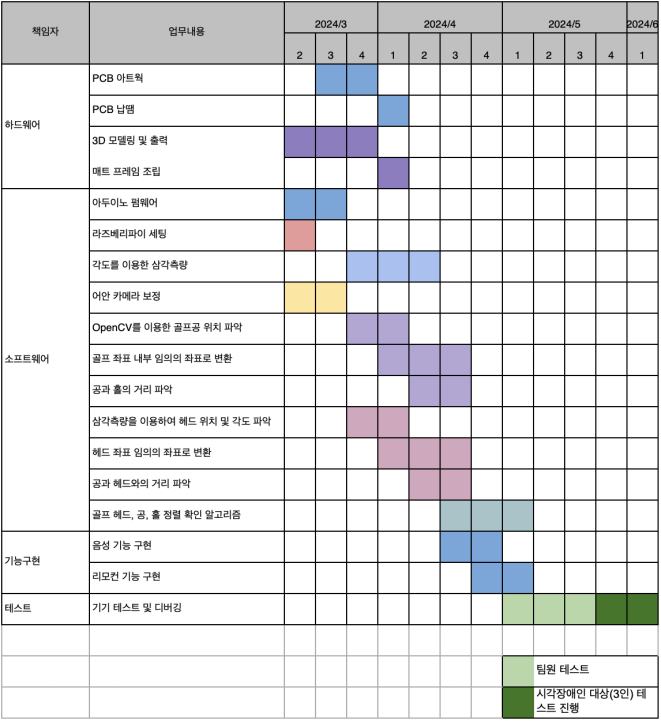 책임자 업무내용 2024/3 2024/4 2024/5 2024/6
2 3 4 1 2 3 4 1 2 3 4 1
하드웨어
PCB 아트웍
PCB 납땜
3D 모델링 및 출력
매트 프레임 조립
소프트웨어
아두이노 펌웨어
라즈베리파이 세팅
각도를 이용한 삼각측량
어안 카메라 보정
OpenCV를 이용한 골프공 위치 파악
골프 좌표 내부 임의의 좌표로 변환
공과 홀의 거리 파악
삼각측량을 이용하여 헤드 위치 및 각도 파악
헤드 좌표 임의의 좌표로 변환
공과 헤드와의 거리 파악
골프 헤드, 공, 홀 정렬 확인 알고리즘
기능구현
음성 기능 구현
리모컨 기능 구현
테스트 기기 테스트 및 디버깅
팀원 테스트
시각장애인 대상(3인) 테
스트 진행